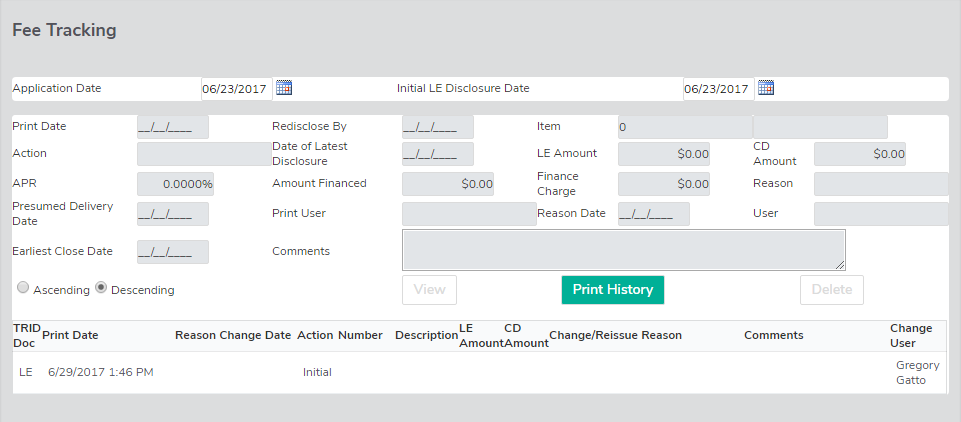 Fee Tracking
Application Date 06/23/2017 Initial LE Disclosure Date 06/23/2017
Print Date __/__/____ Redisclose By __/__/____ Item 0
Action Date of Latest Disclosure __/__/____ LE Amount $0.00 CD Amount $0.00
APR 0.0000% Amount Financed $0.00 Finance Charge $0.00 Reason
Presumed Delivery Date __/__/____ Print User Reason Date __/__/____ User
Earliest Close Date __/__/____ Comments
Ascending Descending View Print History Delete
TRID Doc Print Date Reason Change Date Action Number Description LE Amount CD Amount Change/Reissue Reason Comments Change User
LE 6/29/2017 1:46 PM Initial Gregory Gatto